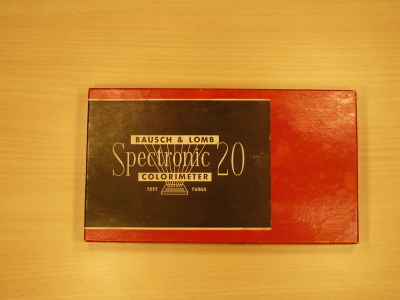 BAUSCH & LOMB
Spectronic 20
COLORIMETER
TEST TUBES